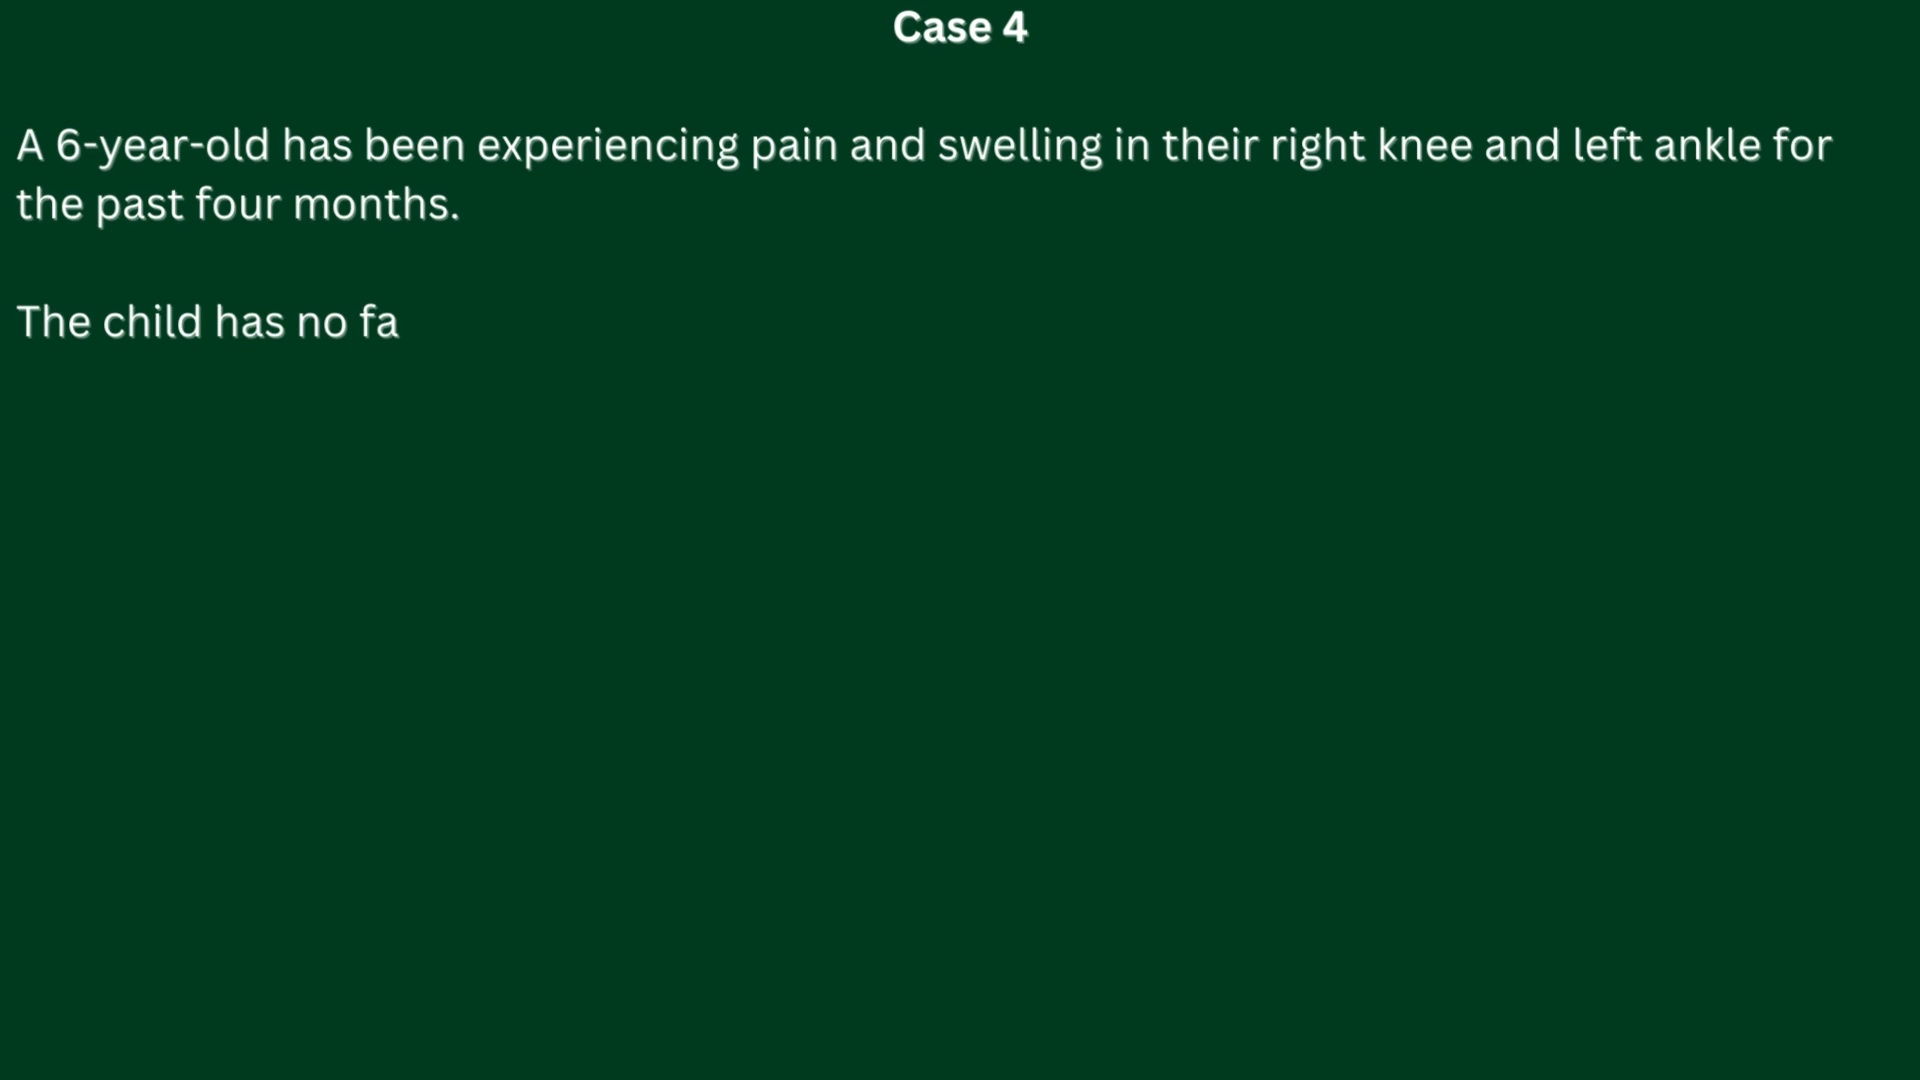 Case 4
A 6-year-old has been experiencing pain and swelling in their right knee and left ankle for
the past four months.
The child has no fa